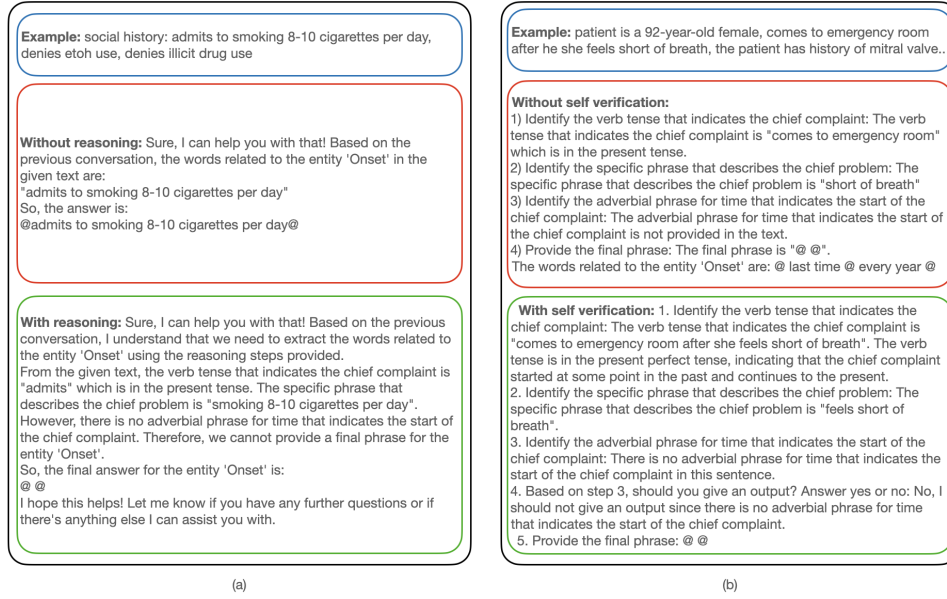 Example: social history: admits to smoking 8-10 cigarettes per day,
denies etoh use, denies illicit drug use
Without reasoning: Sure, I can help you with that! Based on the
previous conversation, the words related to the entity 'Onset' in the
given text are:
"admits to smoking 8-10 cigarettes per day"
So, the answer is:
@admits to smoking 8-10 cigarettes per day@
With reasoning: Sure, I can help you with that! Based on the previous
conversation, I understand that we need to extract the words related to
the entity 'Onset' using the reasoning steps provided.
From the given text, the verb tense that indicates the chief complaint is
"admits" which is in the present tense. The specific phrase that
describes the chief problem is "smoking 8-10 cigarettes per day".
However, there is no adverbial phrase for time that indicates the start of
the chief complaint. Therefore, we cannot provide a final phrase for the
entity 'Onset'.
So, the final answer for the entity 'Onset' is:
@ @
I hope this helps! Let me know if you have any further questions or if
there's anything else I can assist you with.
(a)
Example: patient is a 92-year-old female, comes to emergency room
after he she feels short of breath, the patient has history of mitral valve..
Without self verification:
1) Identify the verb tense that indicates the chief complaint: The verb
tense that indicates the chief complaint is "comes to emergency room"
which is in the present tense.
2) Identify the specific phrase that describes the chief problem: The
specific phrase that describes the chief problem is "short of breath"
3) Identify the adverbial phrase for time that indicates the start of the
chief complaint: The adverbial phrase for time that indicates the start of
the chief complaint is not provided in the text.
4) Provide the final phrase: The final phrase is "@ @".
The words related to the entity 'Onset' are: @ last time @ every year @
With self verification: 1. Identify the verb tense that indicates the
chief complaint: The verb tense that indicates the chief complaint is
"comes to emergency room after she feels short of breath". The verb
tense is in the present perfect tense, indicating that the chief complaint
started at some point in the past and continues to the present.
2. Identify the specific phrase that describes the chief problem: The
specific phrase that describes the chief problem is "feels short of
breath".
3. Identify the adverbial phrase for time that indicates the start of the
chief complaint: There is no adverbial phrase for time that indicates the
start of the chief complaint in this sentence.
4. Based on step 3, should you give an output? Answer yes or no: No, I
should not give an output since there is no adverbial phrase for time
that indicates the start of the chief complaint.
5. Provide the final phrase: @ @
(b)